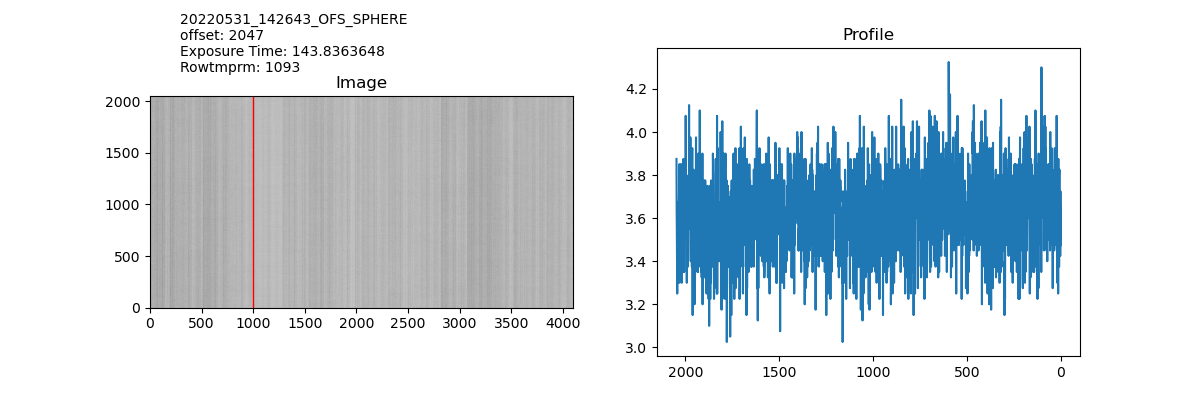 20220531_142643_OFS_SPHERE
offset: 2047
Exposure Time: 143.8363648
Rowtmprm: 1093
Image
2000
1500
1000
500
0
0 500 1000 1500 2000 2500 3000 3500 4000
Profile
4.2
4.0
3.8
3.6
3.4
3.2
3.0
2000 1500 1000 500 0